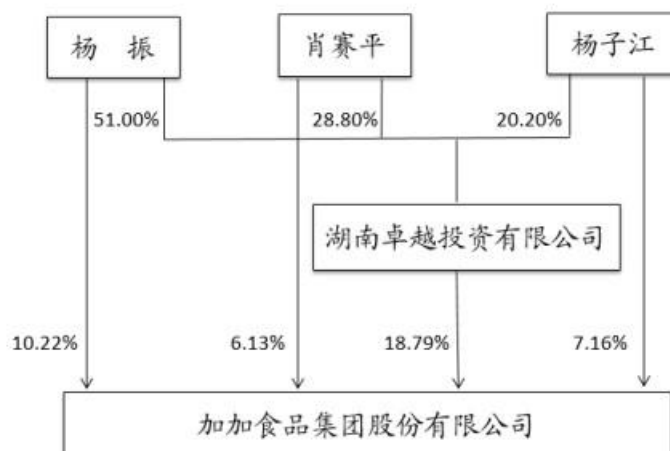 杨 振
肖赛平
杨子江
51.00%
28.80%
20.20%
湖南卓越投资有限公司
10.22%
6.13%
18.79%
7.16%
加加食品集团股份有限公司